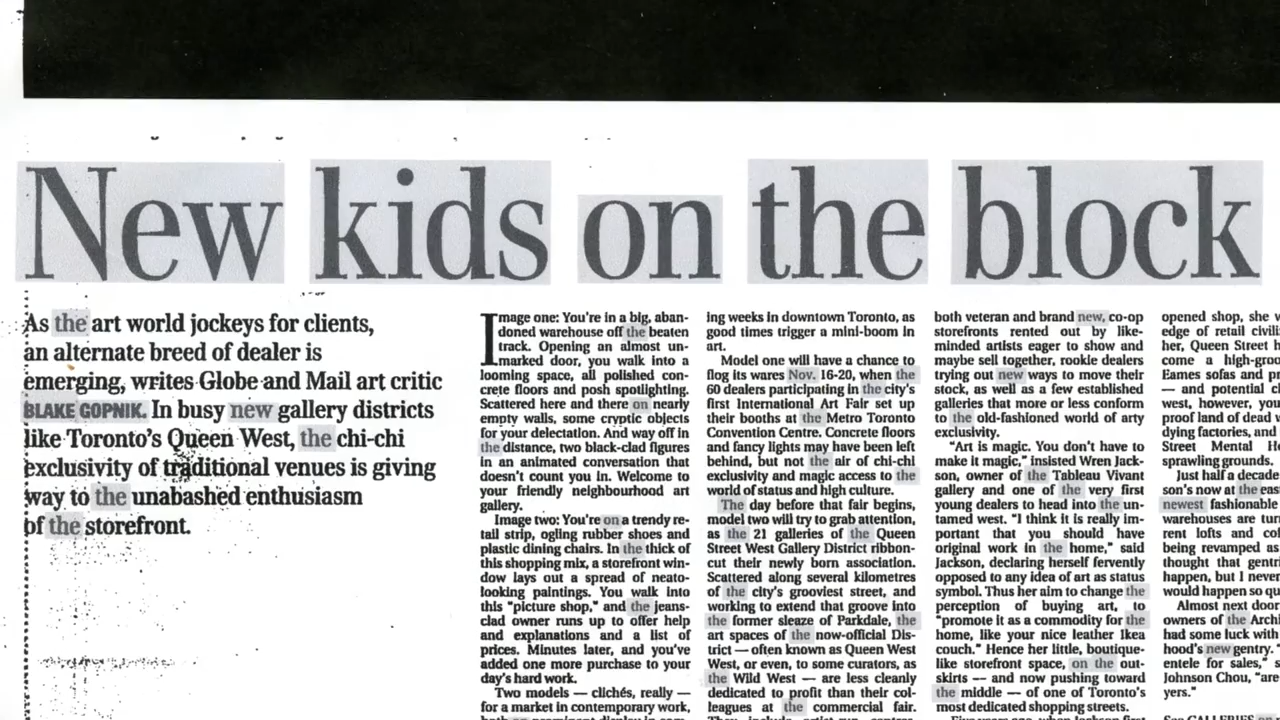 New kids on the block
As the art world jockeys for clients,
an alternate breed of dealer is
emerging, writes Globe and Mail art critic
BLAKE GOPNIK. In busy new gallery districts
like Toronto's Queen West, the chi-chi
exclusivity of traditional venues is giving
way to the unabashed enthusiasm
of the storefront.
Image one: You're in a big, aban-
doned warehouse off the beaten
track. Opening an almost un-
marked door, you walk into a
looming space, all polished con-
crete floors and posh spotlighting.
Scattered here and there on nearly
empty walls, some cryptic objects
for your delectation. And way off in
the distance, two black-clad figures
in an animated conversation that
doesn't count you in. Welcome to
your friendly neighbourhood art
gallery.
Image two: You're on a trendy re-
tail strip, ogling rubber shoes and
plastic dining chairs. In the thick of
this shopping mix, a storefront win-
dow lays out a spread of neato-
looking paintings. You walk into
this "picture shop," and the jeans-
clad owner runs up to offer help
and explanations and a list of
prices. Minutes later, and you've
added one more purchase to your
day's hard work.
Two models — clichés, really —
for a market in contemporary work,
ing weeks in downtown Toronto, as
good times trigger a mini-boom in
art.
Model one will have a chance to
flog its wares Nov. 16-20, when the
60 dealers participating in the city's
first International Art Fair set up
their booths at the Metro Toronto
Convention Centre. Concrete floors
and fancy lights may have been left
behind, but not the air of chi-chi
exclusivity and magic access to the
world of status and high culture.
The day before that fair begins,
model two will try to grab attention,
as the 21 galleries of the Queen
Street West Gallery District ribbon-
cut their newly born association.
Scattered along several kilometres
of the city's grooviest street, and
working to extend that groove into
the former sleaze of Parkdale, the
art spaces of the now-official Dis-
trict — often known as Queen West
West, or even, to some curators, as
the Wild West — are less cleanly
dedicated to profit than their col-
leagues at the commercial fair.
both veteran and brand new, co-op
storefronts rented out by like-
minded artists eager to show and
maybe sell together, rookie dealers
trying out new ways to move their
stock, as well as a few established
galleries that more or less conform
to the old-fashioned world of arty
exclusivity.
"Art is magic. You don't have to
make it magic," insisted Wren Jack-
son, owner of the Tableau Vivant
gallery and one of the very first
young dealers to head into the un-
tamed west. "I think it is really im-
portant that you should have
original work in the home," said
Jackson, declaring herself fervently
opposed to any idea of art as status
symbol. Thus her aim to change the
perception of buying art, to
"promote it as a commodity for the
home, like your nice leather Ikea
couch." Hence her little, boutique-
like storefront space, on the out-
skirts — and now pushing toward
the middle — of one of Toronto's
most dedicated shopping streets.
opened shop, she
edge of retail
her, Queen Street
come a
Eames sofas and
— and potential
west, however,
proof land of dead
dying factories, and
Street Mental
sprawling grounds.
Just half a decade
son's now at the
newest fashionable
warehouses are
rent lofts and
being revamped as
thought that
happen, but I never
would happen so
Almost next door
owners of the
had some luck with
hood's new gentry.
entele for sales,"
Johnson Chou, "are
yers."